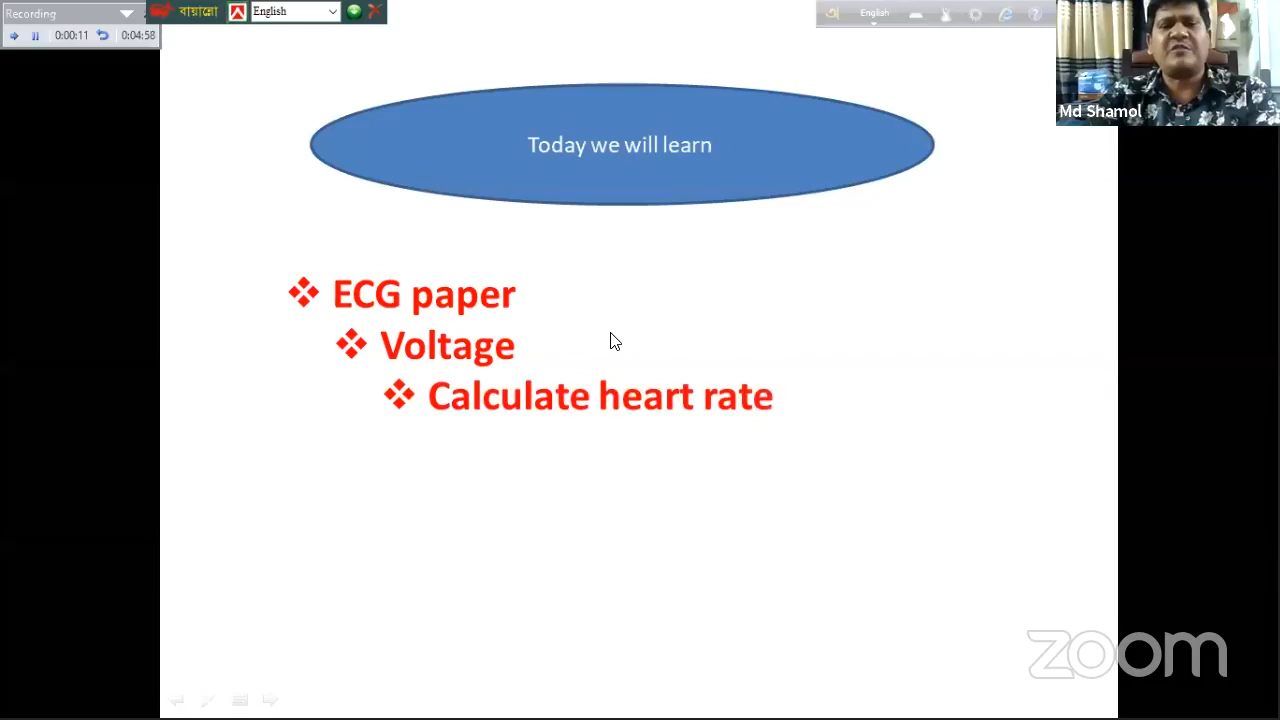 Recording
বায়ান্নো
English
0:00:11
0:04:58
English
Md Shamol
Today we will learn
ECG paper
Voltage
Calculate heart rate
zoom